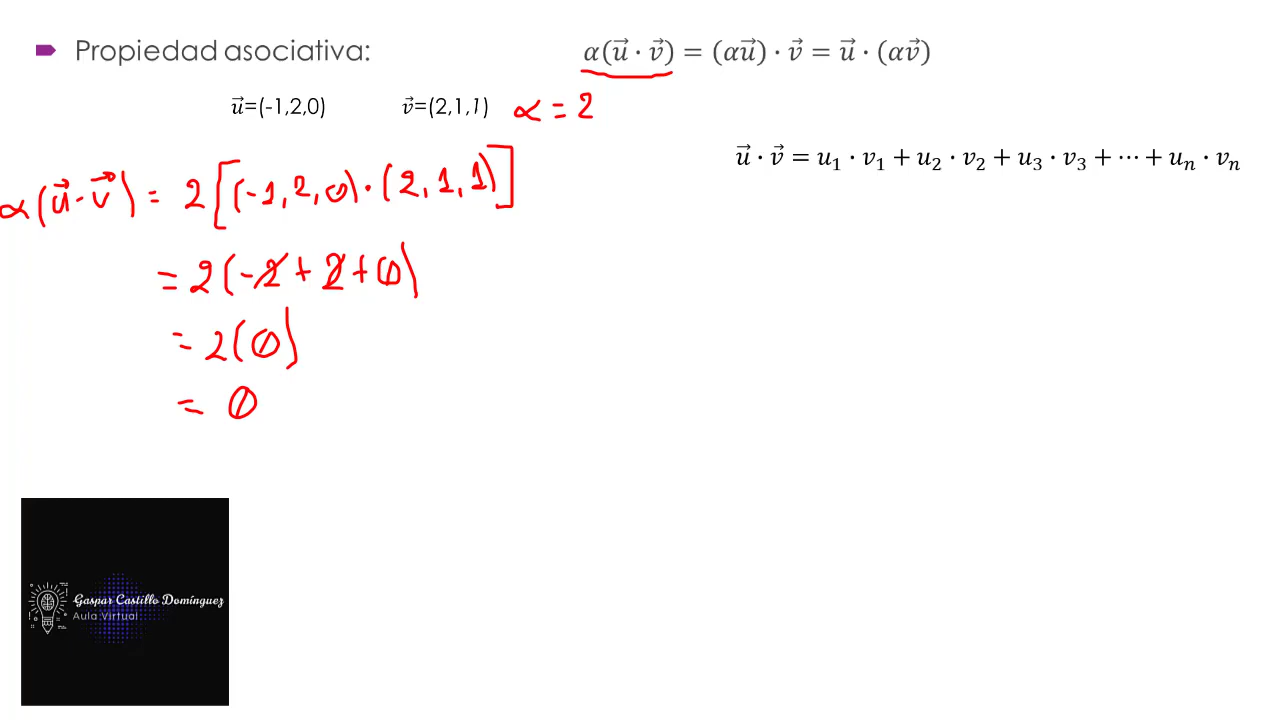 Propiedad asociativa: α(u⃗ · v⃗) = (αu⃗) · v⃗ = u⃗ · (αv⃗)
u⃗=(-1,2,0) v⃗=(2,1,1) α = 2
u⃗ · v⃗ = u₁ · v₁ + u₂ · v₂ + u₃ · v₃ + ⋯ + uₙ · vₙ
α(u⃗·v⃗) = 2[(-1,2,0)·(2,1,1)]
= 2(-2+2+0)
= 2(0)
= 0
Gaspar Castillo Domínguez
Aula Virtual